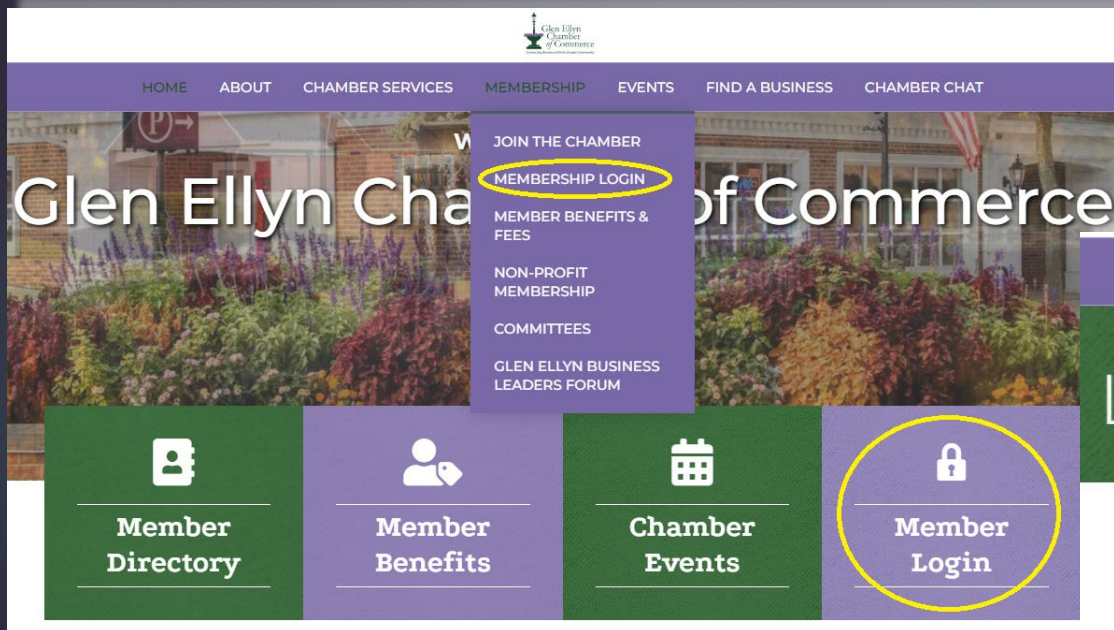 Glen Ellyn
Chamber
of Commerce
HOME ABOUT CHAMBER SERVICES MEMBERSHIP EVENTS FIND A BUSINESS CHAMBER CHAT
P
W
Glen Ellyn Cha of Commerce
JOIN THE CHAMBER
MEMBERSHIP LOGIN
MEMBER BENEFITS &
FEES
NON-PROFIT
MEMBERSHIP
COMMITTEES
GLEN ELLYN BUSINESS
LEADERS FORUM
Member
Directory
Member
Benefits
Chamber
Events
Member
Login